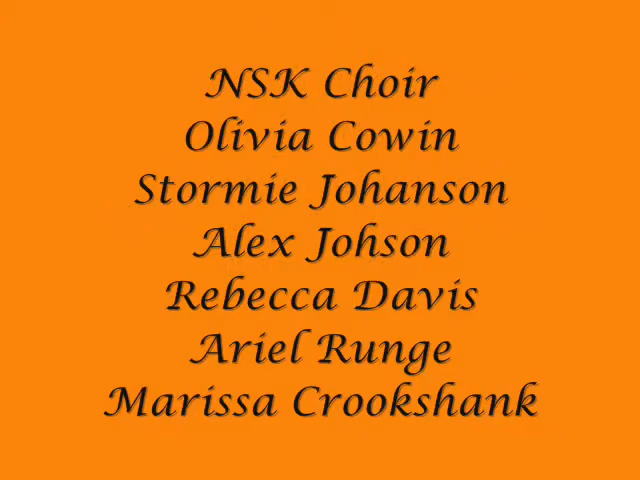 NSK Choir
Olivia Cowin
Stormie Johanson
Alex Johson
Rebecca Davis
Ariel Runge
Marissa Crookshank